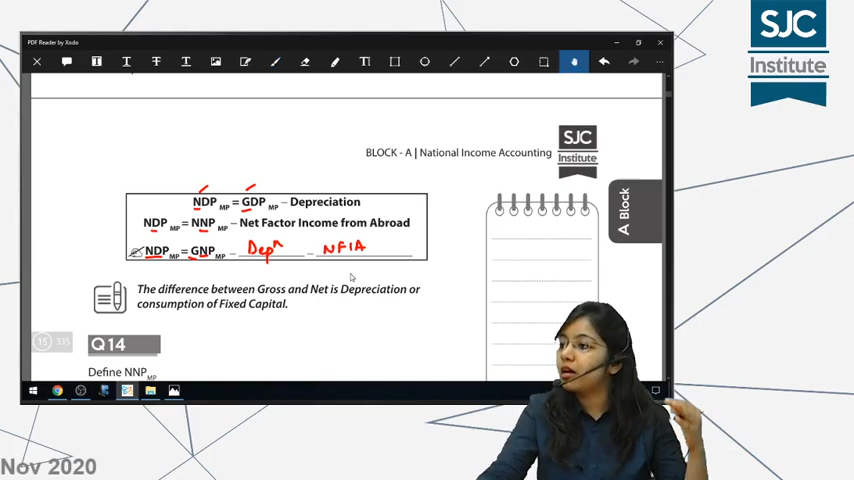 SJC
Institute
PDF Reader by Xodo
BLOCK - A | National Income Accounting
SJC
Institute
A Block
NDP MP = GDP MP – Depreciation
NDP MP = NNP MP – Net Factor Income from Abroad
NDP MP = GNP MP – Depn – NFIA
The difference between Gross and Net is Depreciation or
consumption of Fixed Capital.
15 335
Q14
Define NNP MP
Nov 2020